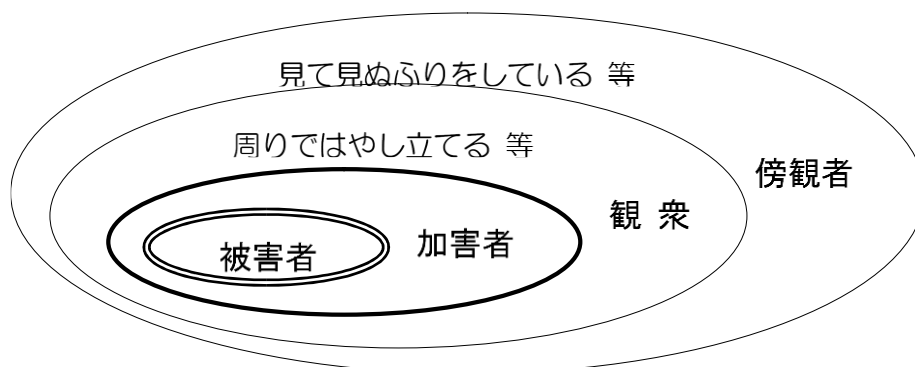 見て見ぬふりをしている 等
周りではやし立てる 等
傍観者
観 衆
加害者
被害者